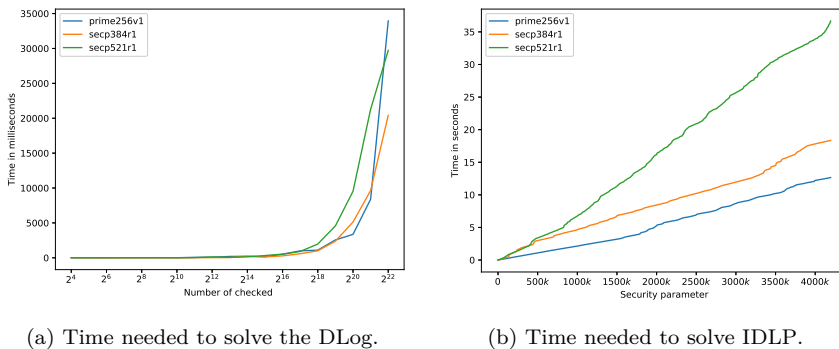 prime256v1
secp384r1
secp521r1
35000
30000
25000
20000
15000
10000
5000
0
Time in milliseconds
2^4 2^6 2^8 2^10 2^12 2^14 2^16 2^18 2^20 2^22
Number of checked
(a) Time needed to solve the DLog.
prime256v1
secp384r1
secp521r1
35
30
25
20
15
10
5
0
Time in seconds
0 500k 1000k 1500k 2000k 2500k 3000k 3500k 4000k
Security parameter
(b) Time needed to solve IDLP.